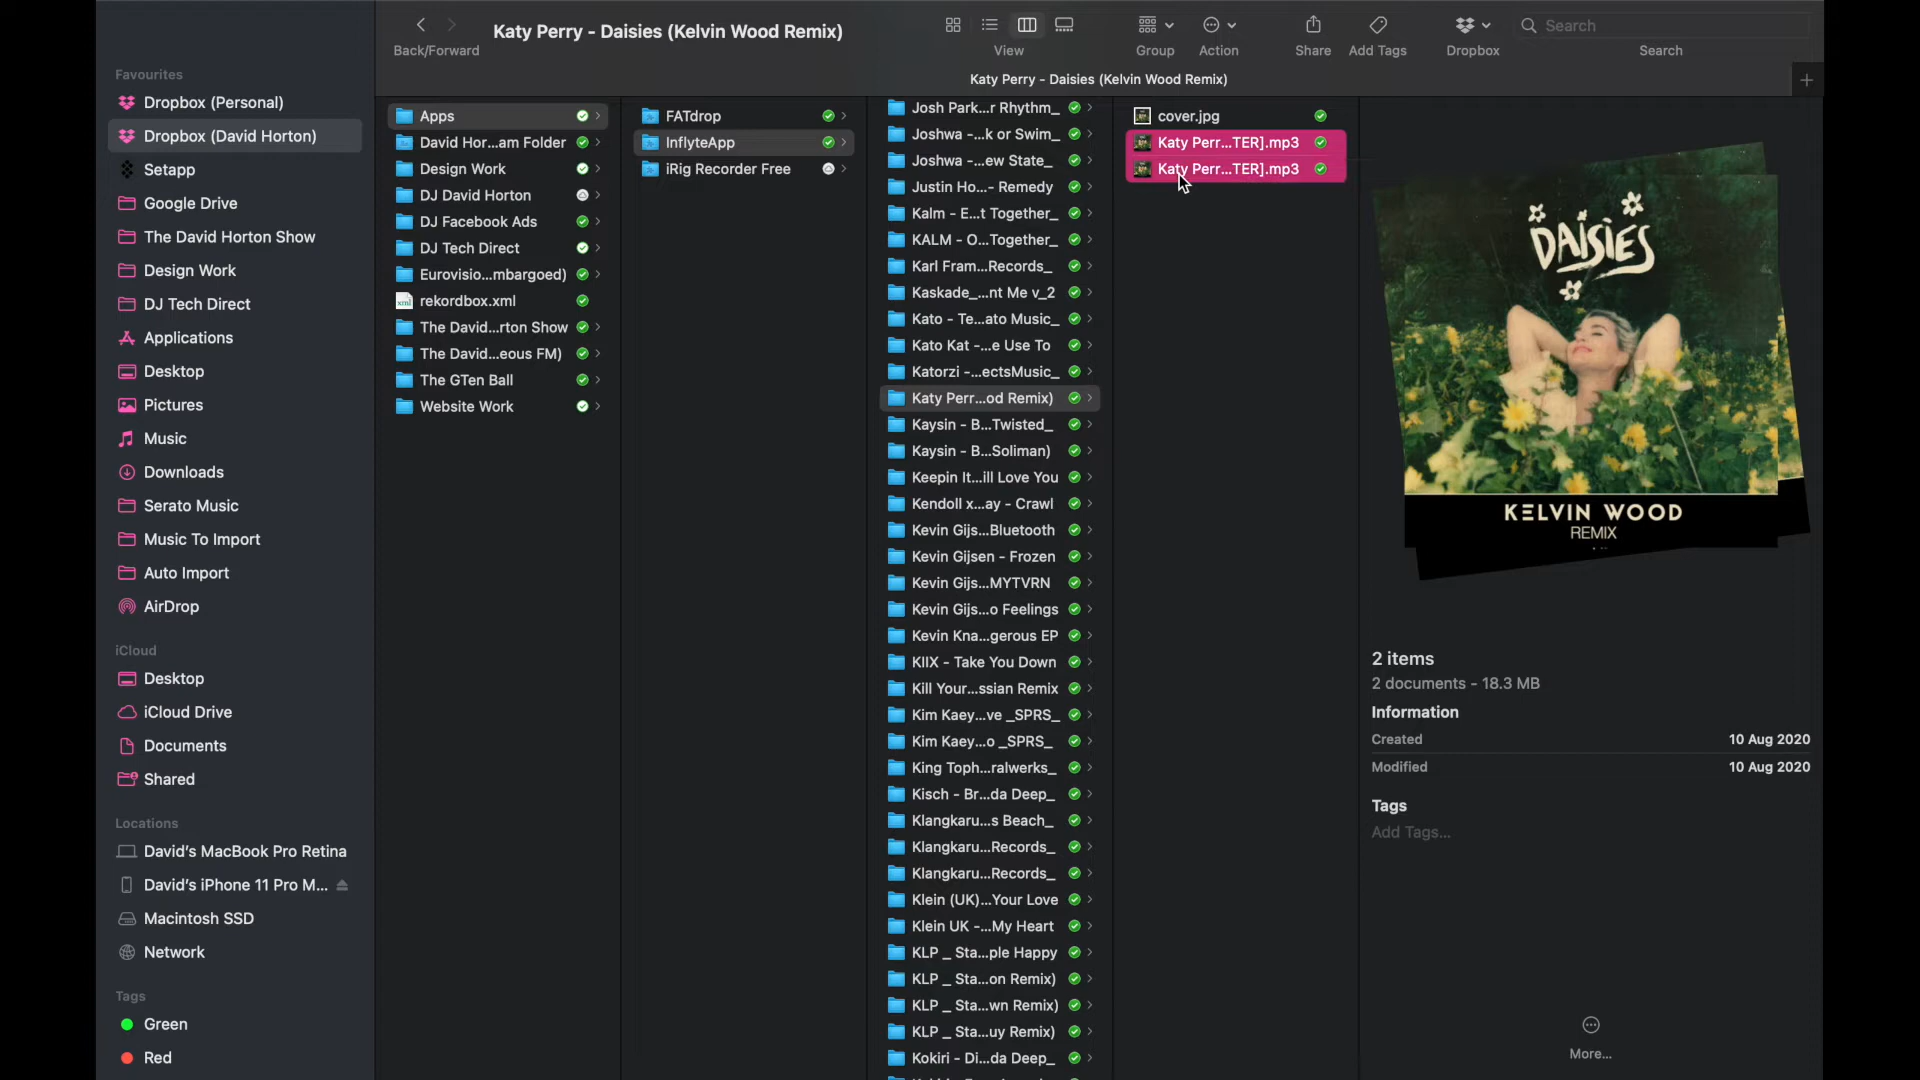 Favourites
Dropbox (Personal)
Dropbox (David Horton)
Setapp
Google Drive
The David Horton Show
Design Work
DJ Tech Direct
Applications
Desktop
Pictures
Music
Downloads
Serato Music
Music To Import
Auto Import
AirDrop
iCloud
Desktop
iCloud Drive
Documents
Shared
Locations
David's MacBook Pro Retina
David's iPhone 11 Pro M...
Macintosh SSD
Network
Tags
Green
Red
Back/Forward
Katy Perry - Daisies (Kelvin Wood Remix)
View
Group
Action
Share
Add Tags
Dropbox
Search
Search
Katy Perry - Daisies (Kelvin Wood Remix)
Apps
David Hor...am Folder
Design Work
DJ David Horton
DJ Facebook Ads
DJ Tech Direct
Eurovisio...mbargoed)
xml rekordbox.xml
The David...rton Show
The David...eous FM)
The GTen Ball
Website Work
FATdrop
InflyteApp
iRig Recorder Free
Josh Park...r Rhythm_
Joshwa -...k or Swim_
Joshwa -...ew State_
Justin Ho...- Remedy
Kalm - E...t Together_
KALM - O...Together_
Karl Fram...Records_
Kaskade_...nt Me v_2
Kato - Te...ato Music_
Kato Kat -...e Use To
Katorzi -...ectsMusic_
Katy Perr...od Remix)
Kaysin - B...Twisted_
Kaysin - B...Soliman)
Keepin It...ill Love You
Kendoll x...ay - Crawl
Kevin Gijs...Bluetooth
Kevin Gijsen - Frozen
Kevin Gijs...MYTVRN
Kevin Gijs...o Feelings
Kevin Kna...gerous EP
KIIX - Take You Down
Kill Your...ssian Remix
Kim Kaey...ve _SPRS_
Kim Kaey...o _SPRS_
King Toph...ralwerks_
Kisch - Br...da Deep_
Klangkaru...s Beach_
Klangkaru...Records_
Klangkaru...Records_
Klein (UK)...Your Love
Klein UK -...My Heart
KLP _ Sta...ple Happy
KLP _ Sta...on Remix)
KLP _ Sta...wn Remix)
KLP _ Sta...uy Remix)
Kokiri - Di...da Deep_
cover.jpg
Katy Perr...TER].mp3
Katy Perr...TER].mp3
DAISIES
KELVIN WOOD
REMIX
2 items
2 documents - 18.3 MB
Information
Created 10 Aug 2020
Modified 10 Aug 2020
Tags
Add Tags...
More...